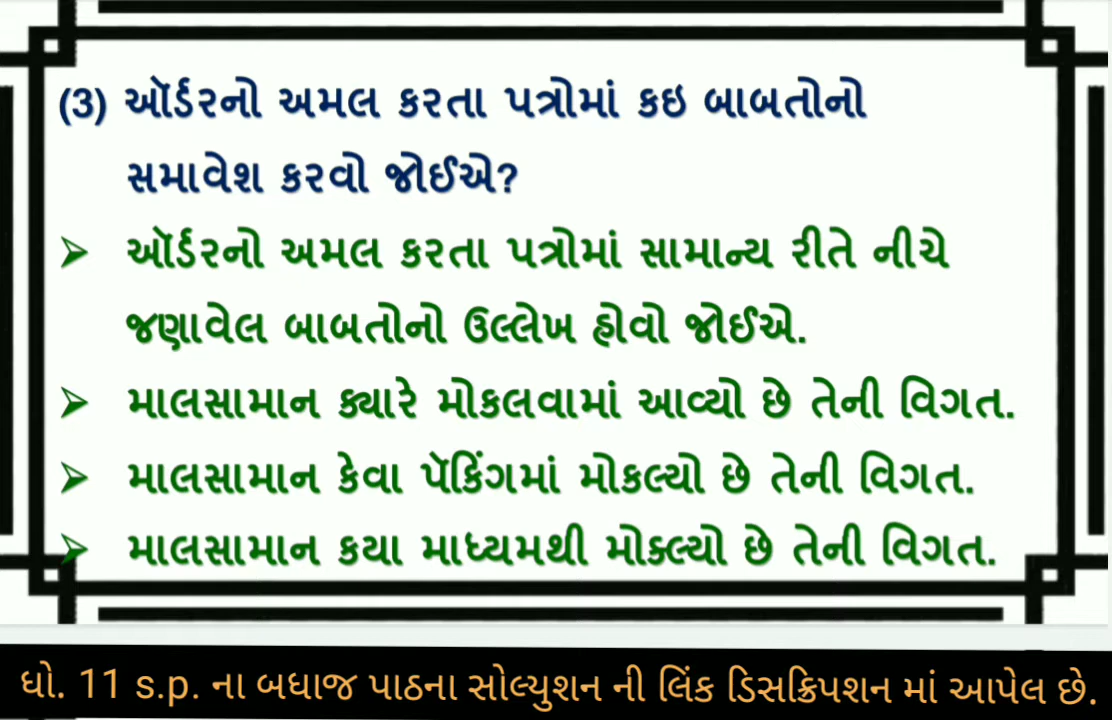 (3) ઑર્ડરનો અમલ કરતા પત્રોમાં કઇ બાબતોનો
સમાવેશ કરવો જોઈએ?
➢ ઑર્ડરનો અમલ કરતા પત્રોમાં સામાન્ય રીતે નીચે
જણાવેલ બાબતોનો ઉલ્લેખ હોવો જોઈએ.
➢ માલસામાન ક્યારે મોકલવામાં આવ્યો છે તેની વિગત.
➢ માલસામાન કેવા પૅકિંગમાં મોકલ્યો છે તેની વિગત.
➢ માલસામાન કયા માધ્યમથી મોક્લ્યો છે તેની વિગત.
ધો. 11 s.p. ના બધાજ પાઠના સોલ્યુશન ની લિંક ડિસક્રિપશન માં આપેલ છે.